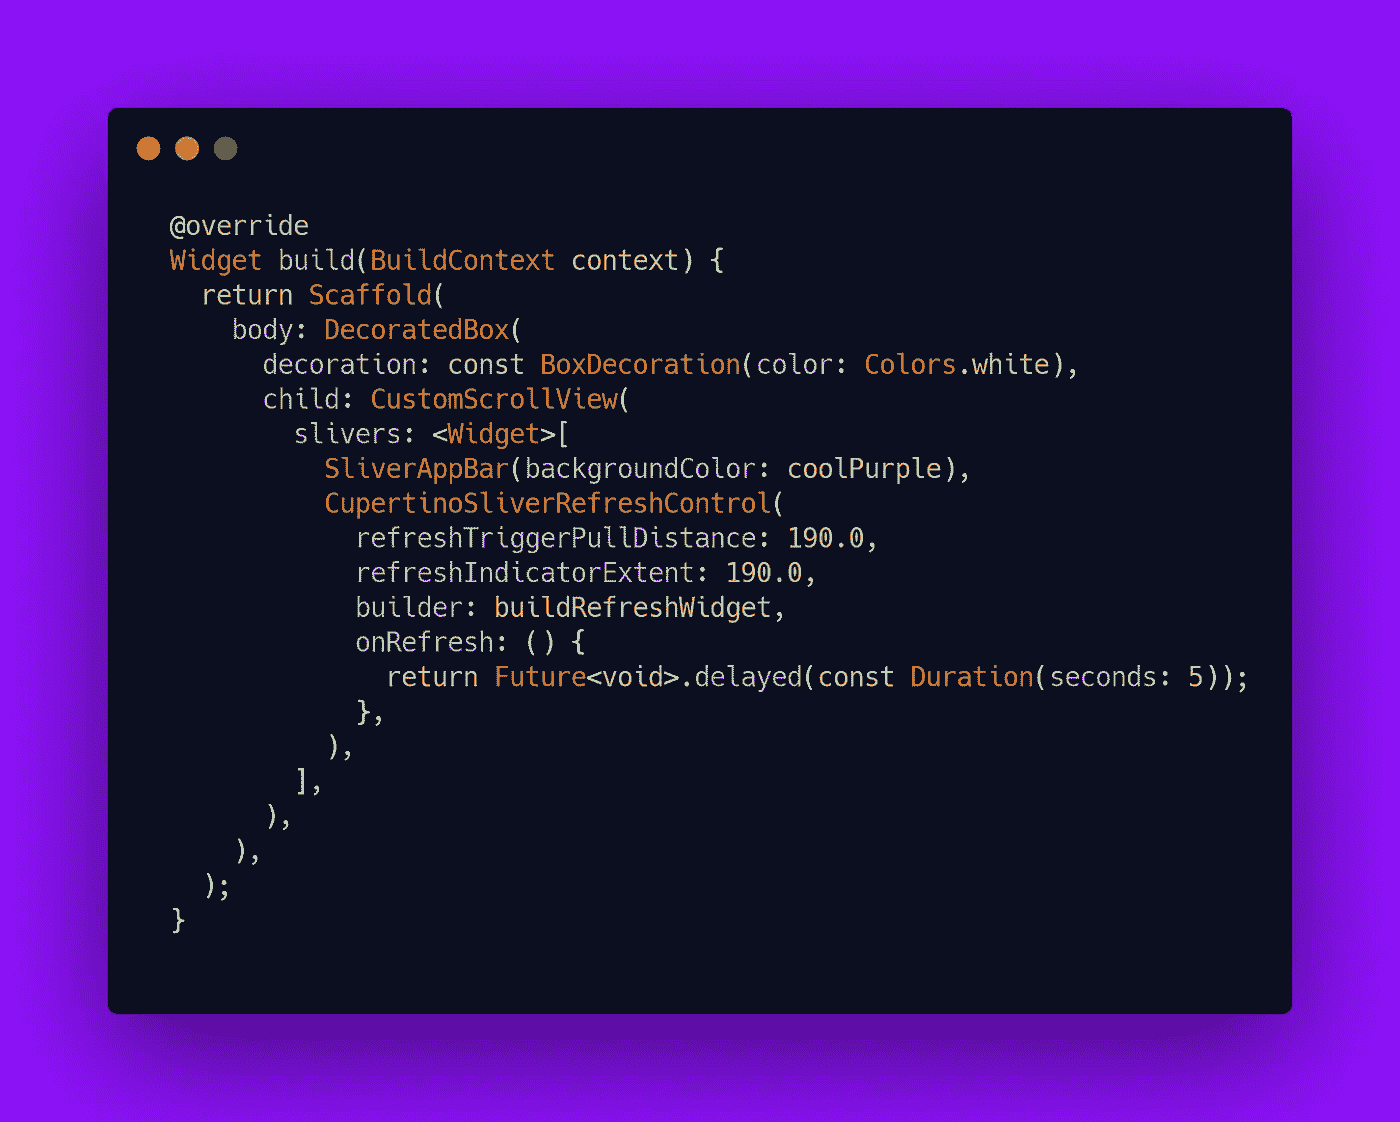 @override
Widget build(BuildContext context) {
  return Scaffold(
    body: DecoratedBox(
      decoration: const BoxDecoration(color: Colors.white),
      child: CustomScrollView(
        slivers: <Widget>[
          SliverAppBar(backgroundColor: coolPurple),
          CupertinoSliverRefreshControl(
            refreshTriggerPullDistance: 190.0,
            refreshIndicatorExtent: 190.0,
            builder: buildRefreshWidget,
            onRefresh: () {
              return Future<void>.delayed(const Duration(seconds: 5));
            },
          ),
        ],
      ),
    ),
  );
}